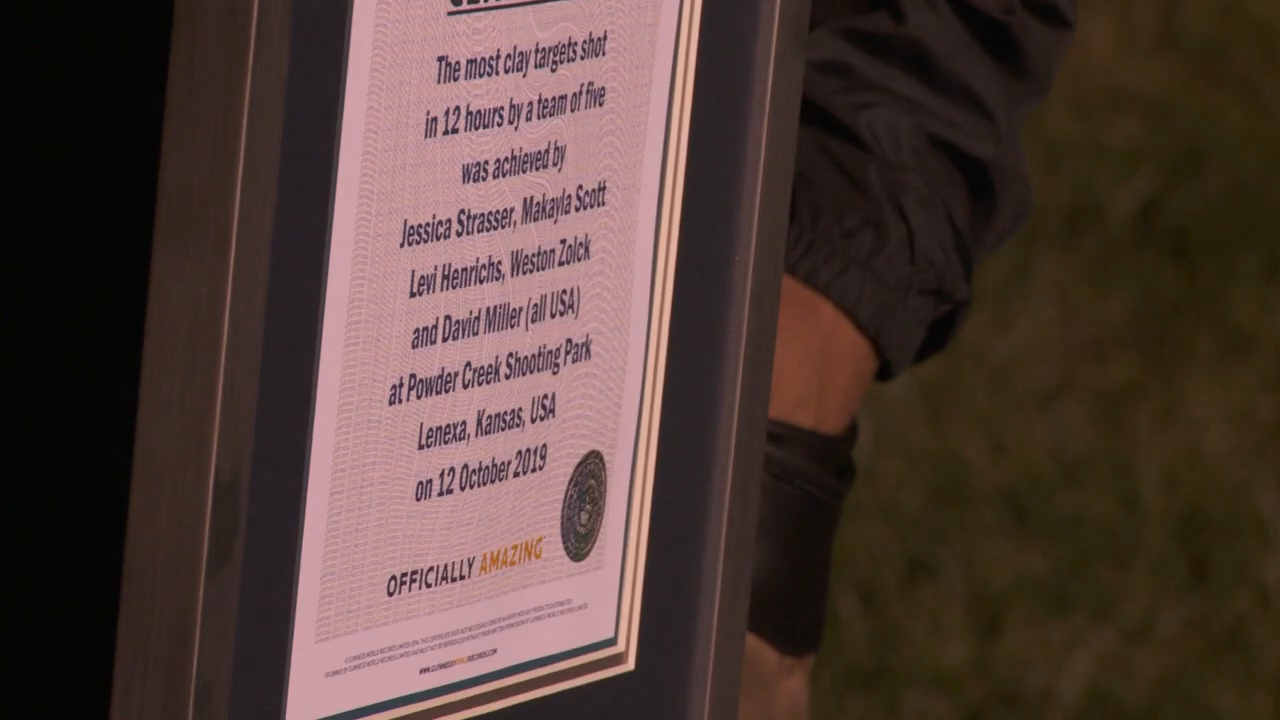 The most clay targets shot
in 12 hours by a team of five
was achieved by
Jessica Strasser, Makayla Scott
Levi Henrichs, Weston Zolck
and David Miller (all USA)
at Powder Creek Shooting Park
Lenexa, Kansas, USA
on 12 October 2019
OFFICIALLY AMAZING
WWW.GUINNESSWORLDRECORDS.COM